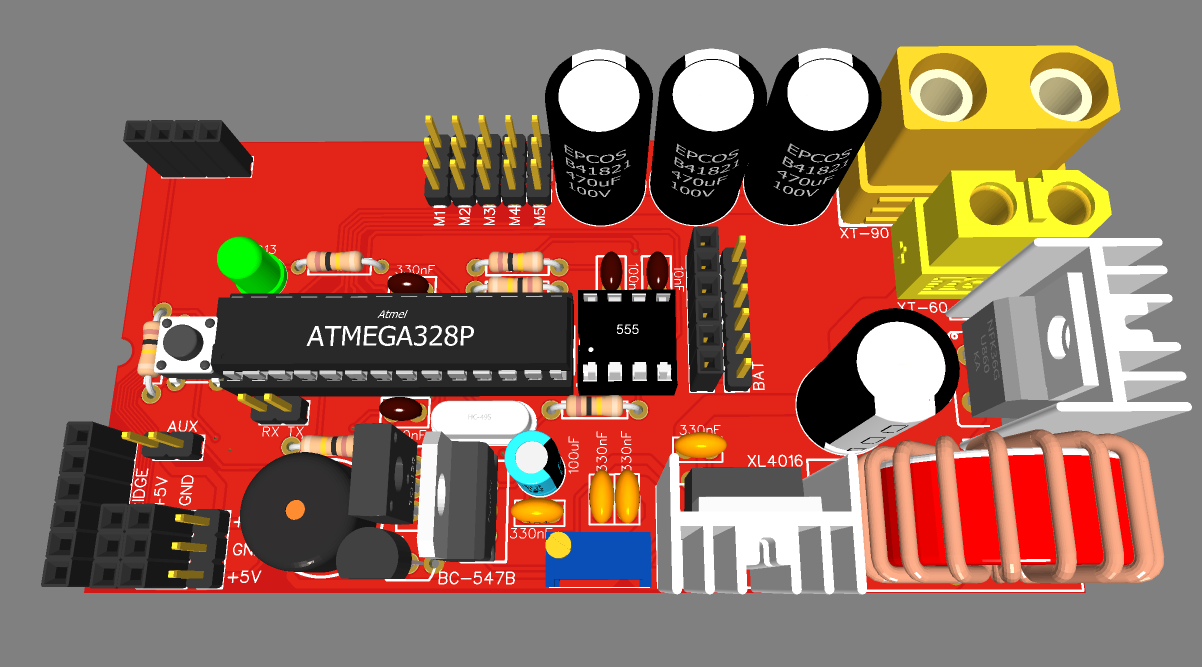 EPCOS
B41821
470uF
100V
EPCOS
B41821
470uF
100V
EPCOS
B41821
470uF
100V
M1
M2
M3
M4
M5
XT-90
XT-60
330nF
100n
10nF
Atmel
ATMEGA328P
555
BAT
RX TX
AUX
+5V
GND
100uF
330nF
330nF
330nF
330nF
XL4016
BC-547B
+5V